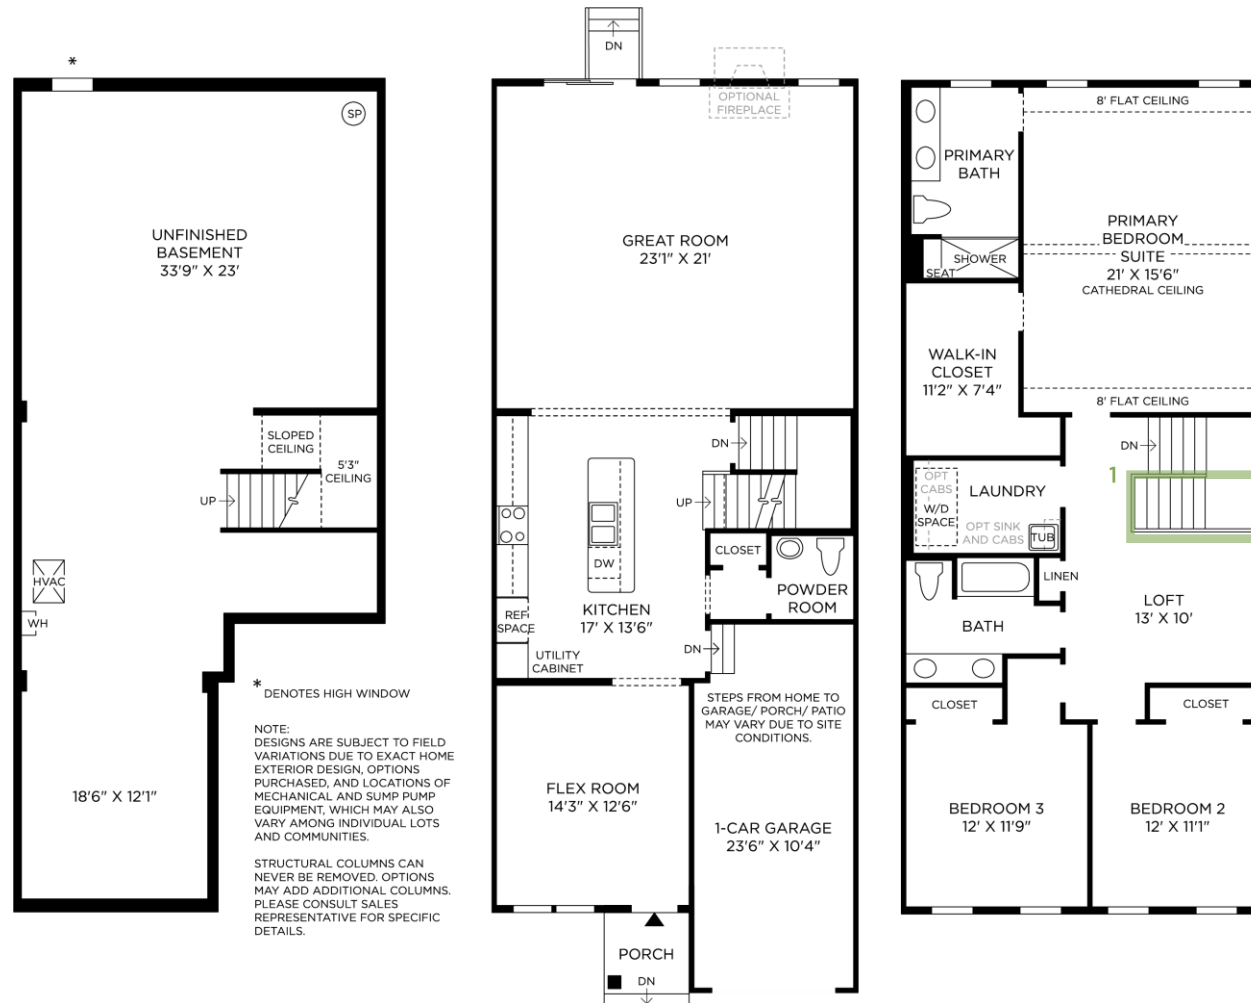 *
SP
UNFINISHED
BASEMENT
33'9" X 23'
SLOPED
CEILING
5'3"
CEILING
UP
HVAC
WH
18'6" X 12'1"
* DENOTES HIGH WINDOW
NOTE:
DESIGNS ARE SUBJECT TO FIELD
VARIATIONS DUE TO EXACT HOME
EXTERIOR DESIGN, OPTIONS
PURCHASED, AND LOCATIONS OF
MECHANICAL AND SUMP PUMP
EQUIPMENT, WHICH MAY ALSO
VARY AMONG INDIVIDUAL LOTS
AND COMMUNITIES.
STRUCTURAL COLUMNS CAN
NEVER BE REMOVED. OPTIONS
MAY ADD ADDITIONAL COLUMNS.
PLEASE CONSULT SALES
REPRESENTATIVE FOR SPECIFIC
DETAILS.
DN
OPTIONAL
FIREPLACE
GREAT ROOM
23'1" X 21'
DN
UP
CLOSET
DW
POWDER
ROOM
KITCHEN
17' X 13'6"
REF
SPACE
UTILITY
CABINET
DN
STEPS FROM HOME TO
GARAGE/ PORCH/ PATIO
MAY VARY DUE TO SITE
CONDITIONS.
FLEX ROOM
14'3" X 12'6"
1-CAR GARAGE
23'6" X 10'4"
PORCH
DN
8' FLAT CEILING
PRIMARY
BATH
PRIMARY
BEDROOM
SUITE
21' X 15'6"
CATHEDRAL CEILING
SHOWER
SEAT
WALK-IN
CLOSET
11'2" X 7'4"
8' FLAT CEILING
DN
1
OPT
CABS
W/D
SPACE
LAUNDRY
OPT SINK
AND CABS
TUB
LINEN
LOFT
13' X 10'
BATH
CLOSET
CLOSET
BEDROOM 3
12' X 11'9"
BEDROOM 2
12' X 11'1"